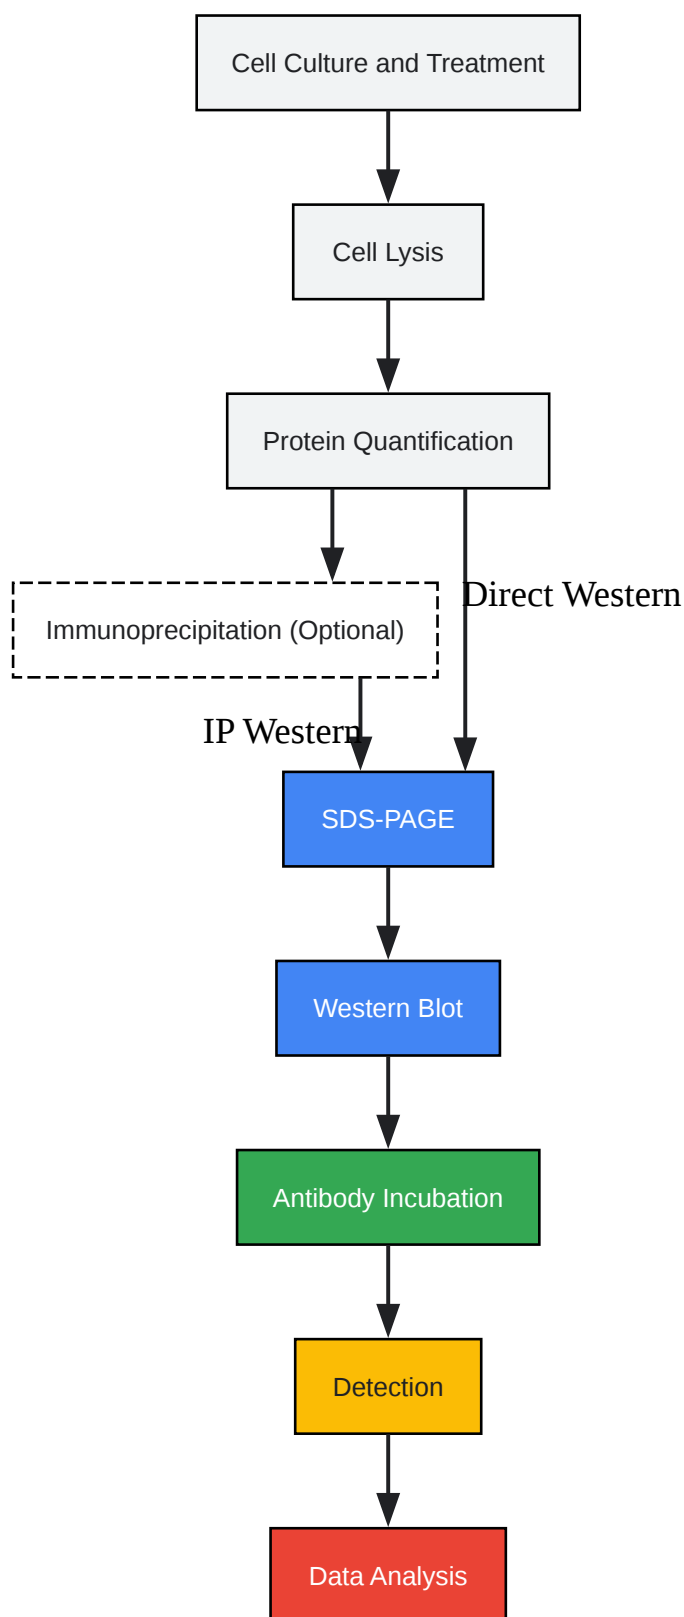 Cell Culture and Treatment
Cell Lysis
Protein Quantification
Direct Western
Immunoprecipitation (Optional)
IP Western
SDS-PAGE
Western Blot
Antibody Incubation
Detection
Data Analysis